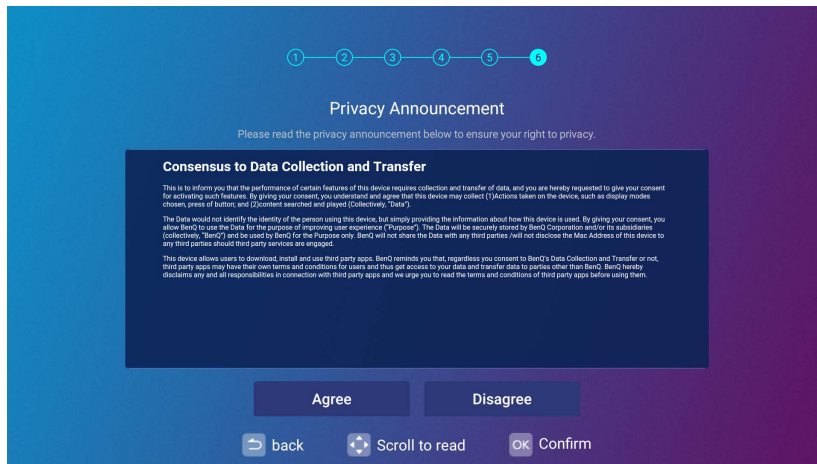 1 2 3 4 5 6
Privacy Announcement
Please read the privacy announcement below to ensure your right to privacy.
Consensus to Data Collection and Transfer
This is to inform you that the performance of certain features of this device requires collection and transfer of data, and you are hereby requested to give your consent
for activating such features. By giving your consent, you understand and agree that this device may collect (1)Actions taken on the device, such as display modes
chosen, press of button; and (2)content searched and played (Collectively, "Data").
The Data would not identify the identity of the person using this device, but simply providing the information about how this device is used. By giving your consent, you
allow BenQ to use the Data for the purpose of improving user experience ("Purpose"). The Data will be securely stored by BenQ Corporation and/or its subsidiaries
(collectively, "BenQ") and be used by BenQ for the Purpose only. BenQ will not share the Data with any third parties /will not disclose the Mac Address of this device to
any third parties should third party services are engaged.
This device allows users to download, install and use third party apps. BenQ reminds you that, regardless you consent to BenQ's Data Collection and Transfer or not,
third party apps may have their own terms and conditions for users and thus get access to your data and transfer data to parties other than BenQ. BenQ hereby
disclaims any and all responsibilities in connection with third party apps and we urge you to read the terms and conditions of third party apps before using them.
Agree Disagree
back Scroll to read OK Confirm